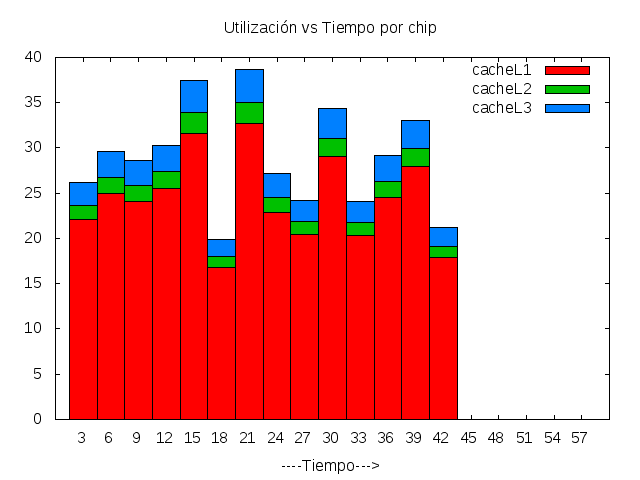 Utilización vs Tiempo por chip
cacheL1
cacheL2
cacheL3
40
35
30
25
20
15
10
5
0
3 6 9 12 15 18 21 24 27 30 33 36 39 42 45 48 51 54 57
----Tiempo--->